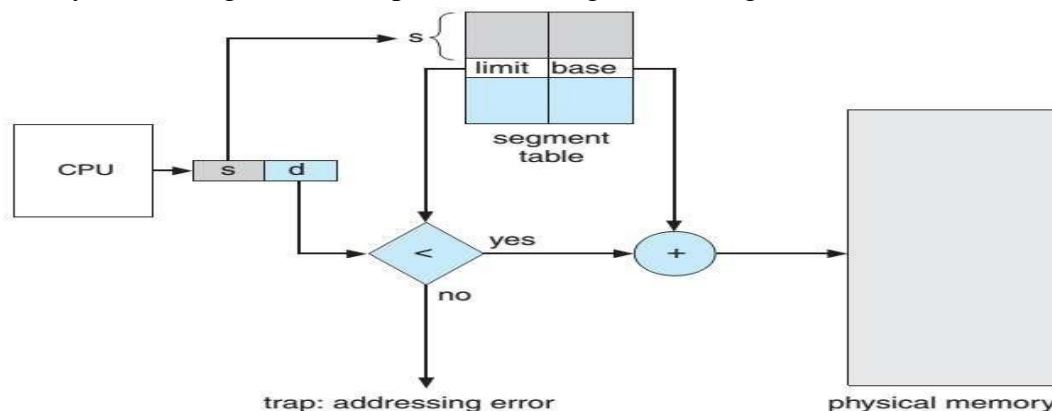 s
limit base
segment
table
CPU
s d
<
yes
+
no
trap: addressing error
physical memory